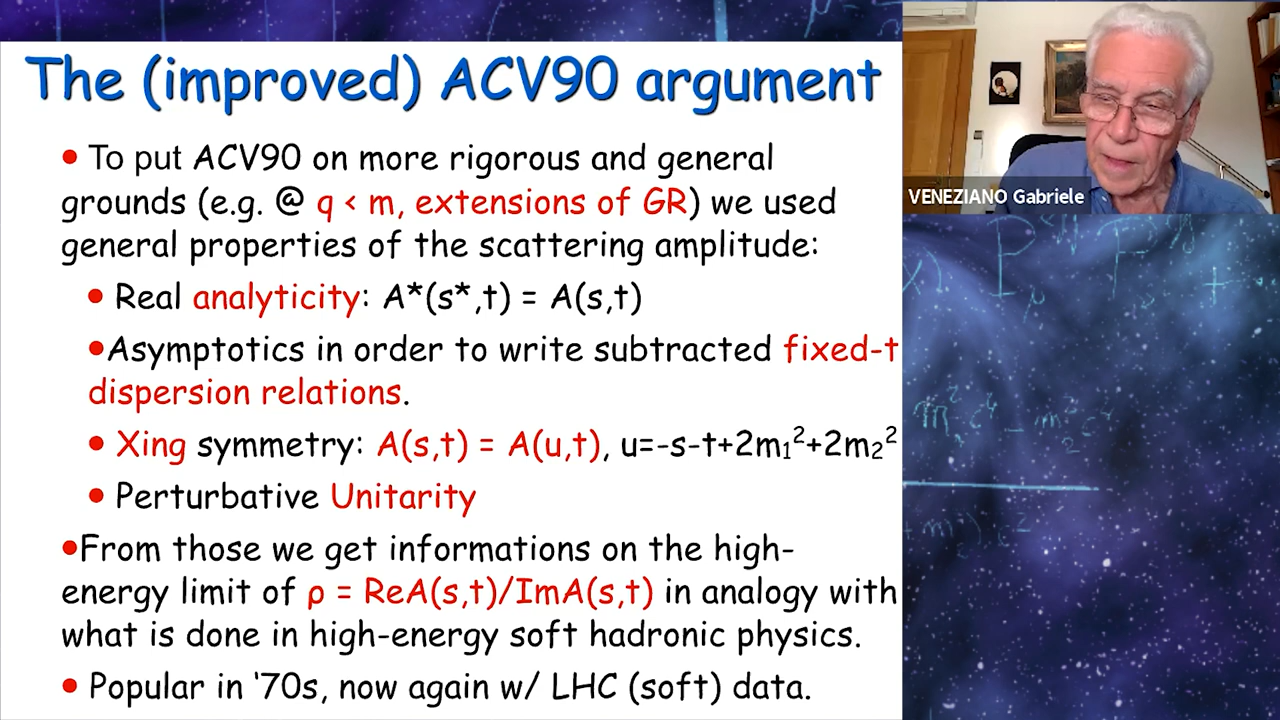 The (improved) ACV90 argument
• To put ACV90 on more rigorous and general
grounds (e.g. @ q < m, extensions of GR) we used
general properties of the scattering amplitude:
• Real analyticity: A*(s*,t) = A(s,t)
•Asymptotics in order to write subtracted fixed-t
dispersion relations.
• Xing symmetry: A(s,t) = A(u,t), u=-s-t+2m₁²+2m₂²
• Perturbative Unitarity
•From those we get informations on the high-
energy limit of ρ = ReA(s,t)/ImA(s,t) in analogy with
what is done in high-energy soft hadronic physics.
• Popular in '70s, now again w/ LHC (soft) data.
VENEZIANO Gabriele